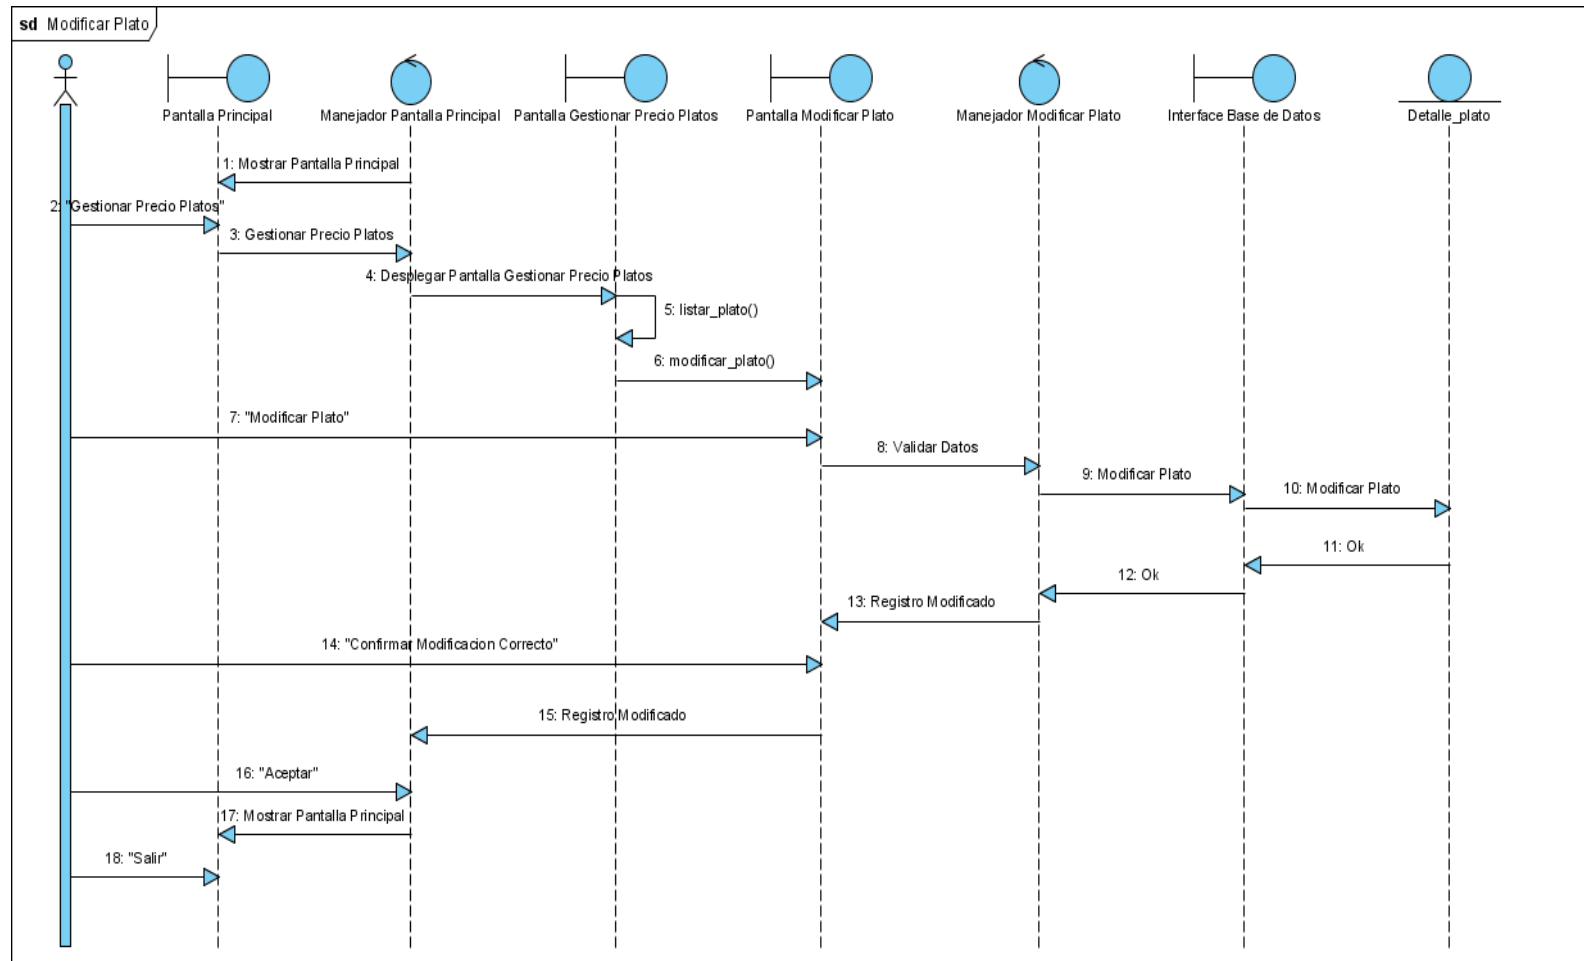 sd Modificar Plato
Pantalla Principal
Manejador Pantalla Principal
Pantalla Gestionar Precio Platos
Pantalla Modificar Plato
Manejador Modificar Plato
Interface Base de Datos
Detalle_plato
1: Mostrar Pantalla Principal
2: "Gestionar Precio Platos"
3: Gestionar Precio Platos
4: Desplegar Pantalla Gestionar Precio Platos
5: listar_plato()
6: modificar_plato()
7: "Modificar Plato"
8: Validar Datos
9: Modificar Plato
10: Modificar Plato
11: Ok
12: Ok
13: Registro Modificado
14: "Confirmar Modificacion Correcto"
15: Registro Modificado
16: "Aceptar"
17: Mostrar Pantalla Principal
18: "Salir"